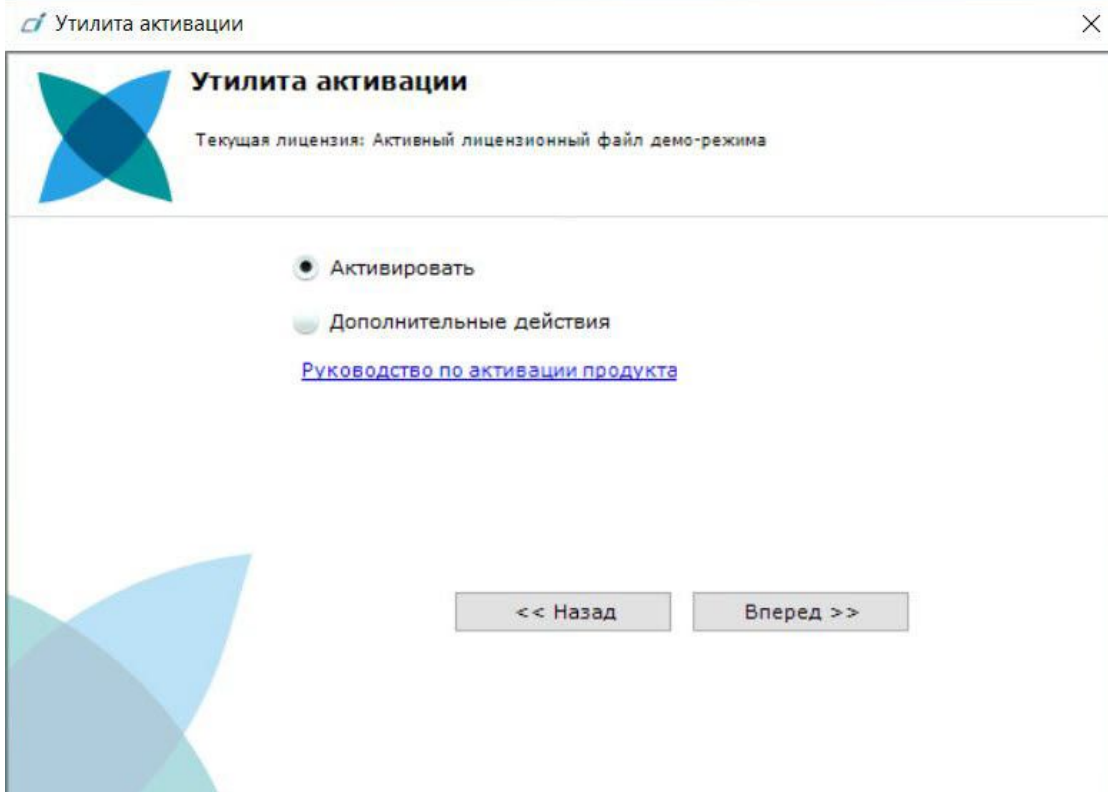 Утилита активации
Утилита активации
Текущая лицензия: Активный лицензионный файл демо-режима
Активировать
Дополнительные действия
Руководство по активации продукта
<< Назад
Вперед >>